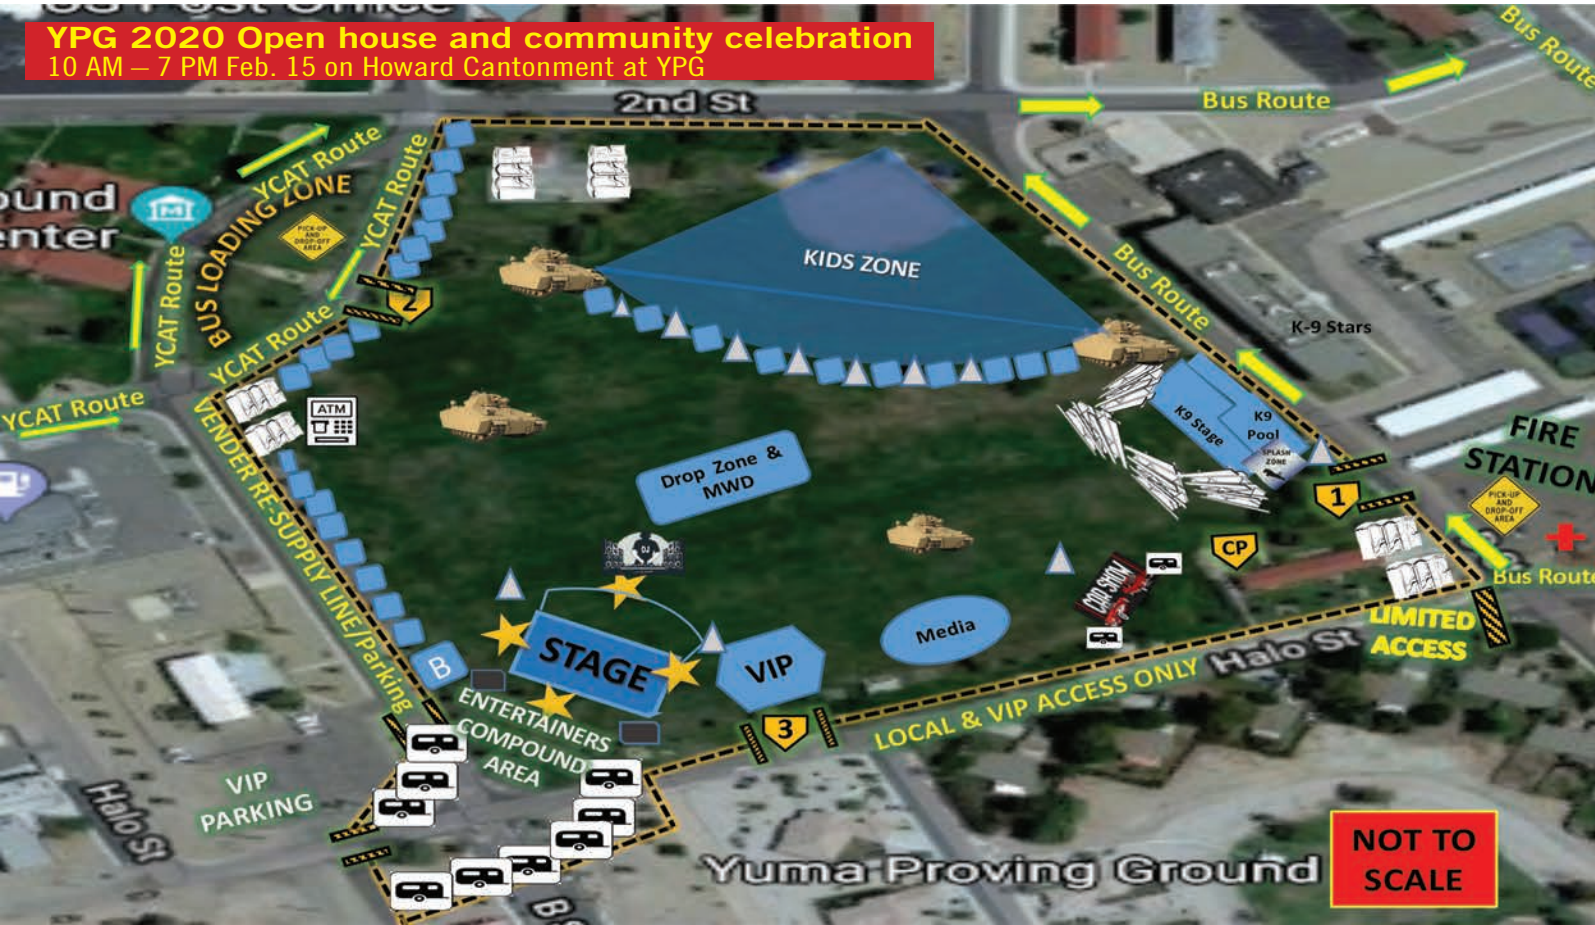 YPG 2020 Open house and community celebration
10 AM — 7 PM Feb. 15 on Howard Cantonment at YPG
Post Office
2nd St
Bus Route
Bus Route
YCAT Route
YCAT Route
BUS LOADING ZONE
PICK-UP
AND
DROP-OFF
AREA
ound
enter
M
YCAT Route
YCAT Route
YCAT Route
2
KIDS ZONE
Bus Route
K-9 Stars
ATM
VENDER RE-SUPPLY LINE/Parking
K9 Stage
K9
Pool
SPLASH
ZONE
FIRE
STATION
PICK-UP
AND
DROP-OFF
AREA
1
Drop Zone &
MWD
CP
CAR SHOW
Bus Route
LIMITED
ACCESS
Halo St
LOCAL & VIP ACCESS ONLY
Media
VIP
STAGE
B
3
ENTERTAINERS
COMPOUND
AREA
VIP
PARKING
Halo St
B S
Yuma Proving Ground
NOT TO
SCALE